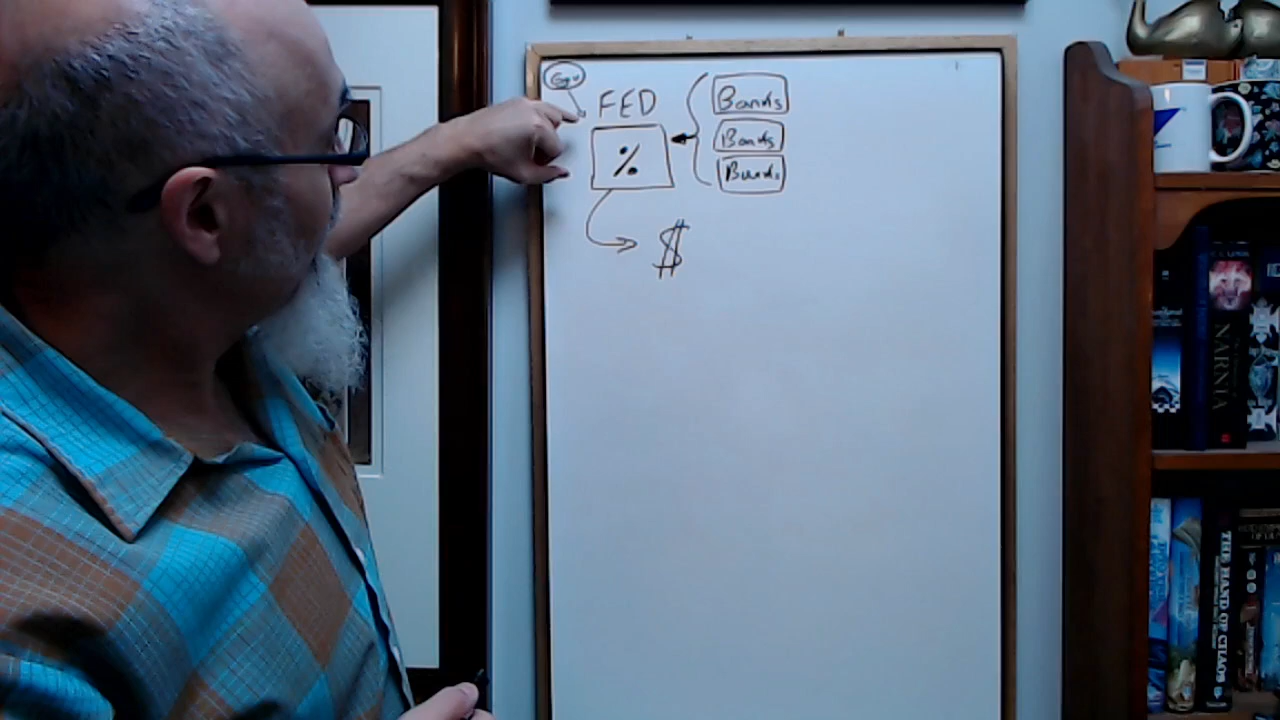 Gov
FED
Bonds
Bonds
Bonds
%
$
NARNIA
THE HAND OF CHAOS